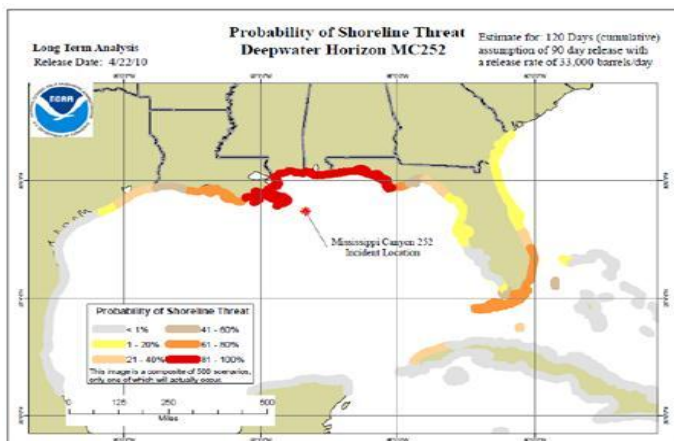 Probability of Shoreline Threat
Deepwater Horizon MC252
Long Term Analysis
Release Date: 4/22/10
Estimate for: 120 Days (cumulative)
assumption of 90 day release with
a release rate of 33,000 barrels/day
Mississippi Canyon 252
Incident Location
Probability of Shoreline Threat
< 1%
1 - 20%
21 - 40%
41 - 60%
61 - 80%
81 - 100%
This image is a composite of 500 scenarios,
only one of which will actually occur.
0 125 250 500
Miles